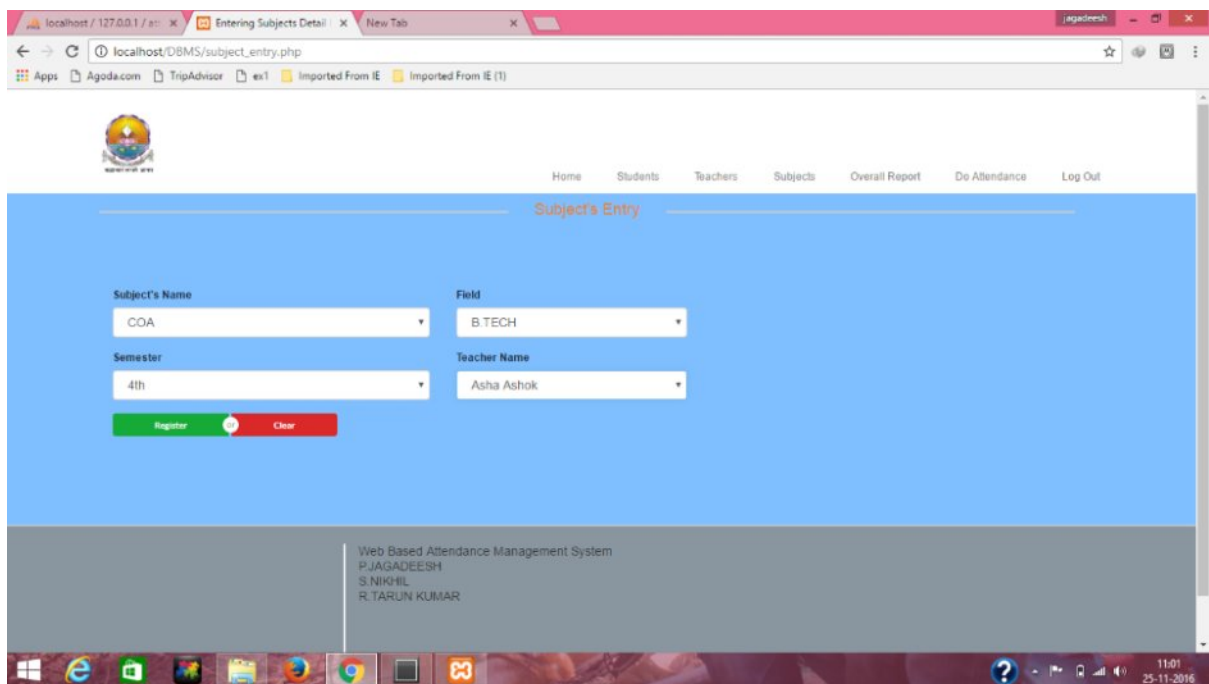 localhost / 127.0.0.1 / at
Entering Subjects Detail
New Tab
jagadeesh
localhost/DBMS/subject_entry.php
Apps Agoda.com TripAdvisor ex1 Imported From IE Imported From IE (1)
Home Students Teachers Subjects Overall Report Do Attendance Log Out
Subject's Entry
Subject's Name Field
COA B.TECH
Semester Teacher Name
4th Asha Ashok
Register or Clear
Web Based Attendance Management System
P.JAGADEESH
S.NIKHIL
R.TARUN KUMAR
11:01
25-11-2016